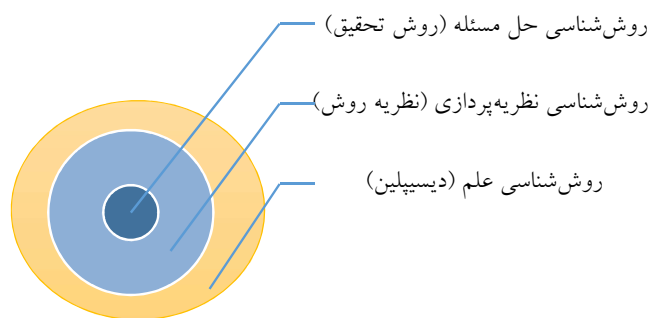 روش‌شناسی حل مسئله (روش تحقیق)
روش‌شناسی نظریه‌پردازی (نظریه روش)
روش‌شناسی علم (دیسیپلین)